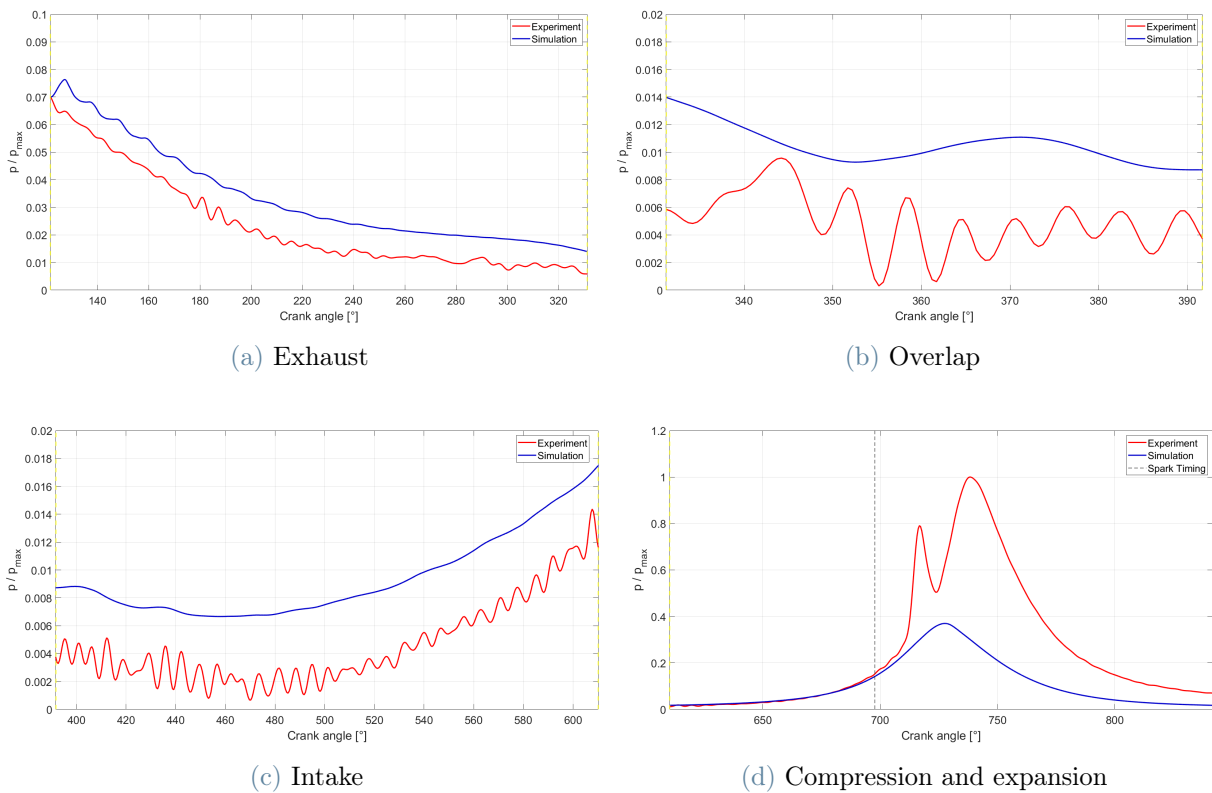 0.1
0.09
0.08
0.07
0.06
0.05
0.04
0.03
0.02
0.01
0
p / pmax
140 160 180 200 220 240 260 280 300 320
Crank angle [°]
Experiment
Simulation
(a) Exhaust
0.02
0.018
0.016
0.014
0.012
0.01
0.008
0.006
0.004
0.002
0
p / pmax
340 350 360 370 380 390
Crank angle [°]
Experiment
Simulation
(b) Overlap
0.02
0.018
0.016
0.014
0.012
0.01
0.008
0.006
0.004
0.002
0
p / pmax
400 420 440 460 480 500 520 540 560 580 600
Crank angle [°]
Experiment
Simulation
(c) Intake
1.2
1
0.8
0.6
0.4
0.2
0
p / pmax
650 700 750 800
Crank angle [°]
Experiment
Simulation
Spark Timing
(d) Compression and expansion